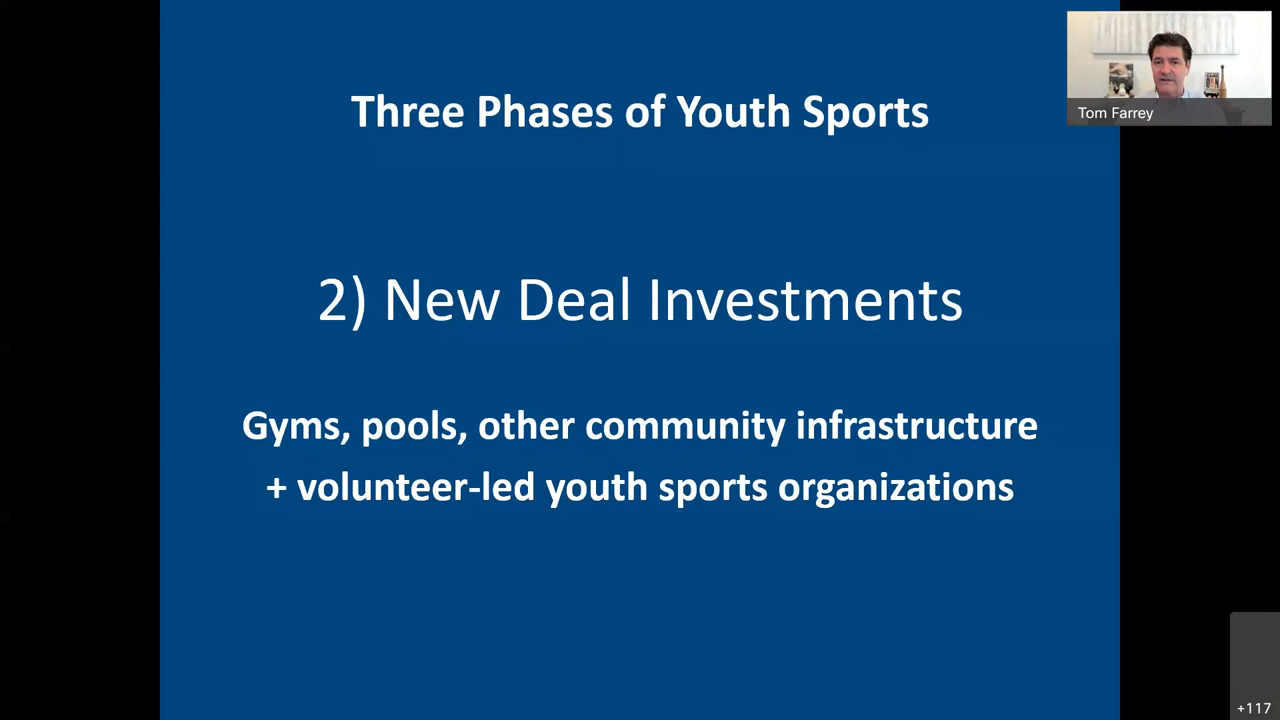 Three Phases of Youth Sports
Tom Farrey
2) New Deal Investments
Gyms, pools, other community infrastructure
+ volunteer-led youth sports organizations
+117